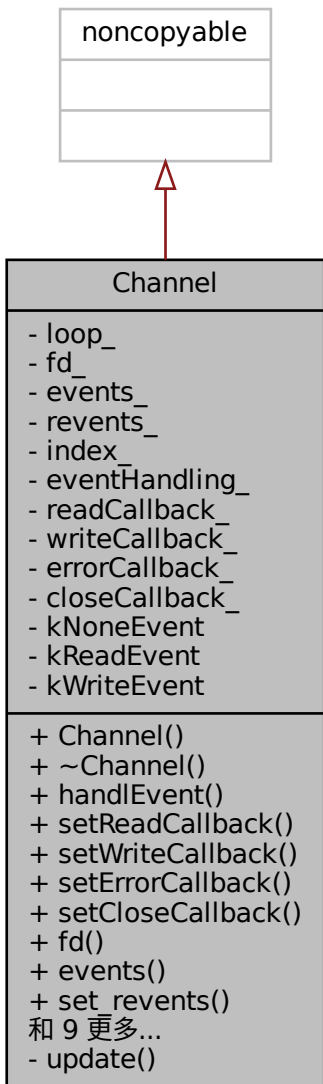 noncopyable
Channel
- loop_
- fd_
- events_
- revents_
- index_
- eventHandling_
- readCallback_
- writeCallback_
- errorCallback_
- closeCallback_
- kNoneEvent
- kReadEvent
- kWriteEvent
+ Channel()
+ ~Channel()
+ handlEvent()
+ setReadCallback()
+ setWriteCallback()
+ setErrorCallback()
+ setCloseCallback()
+ fd()
+ events()
+ set_revents()
和 9 更多...
- update()